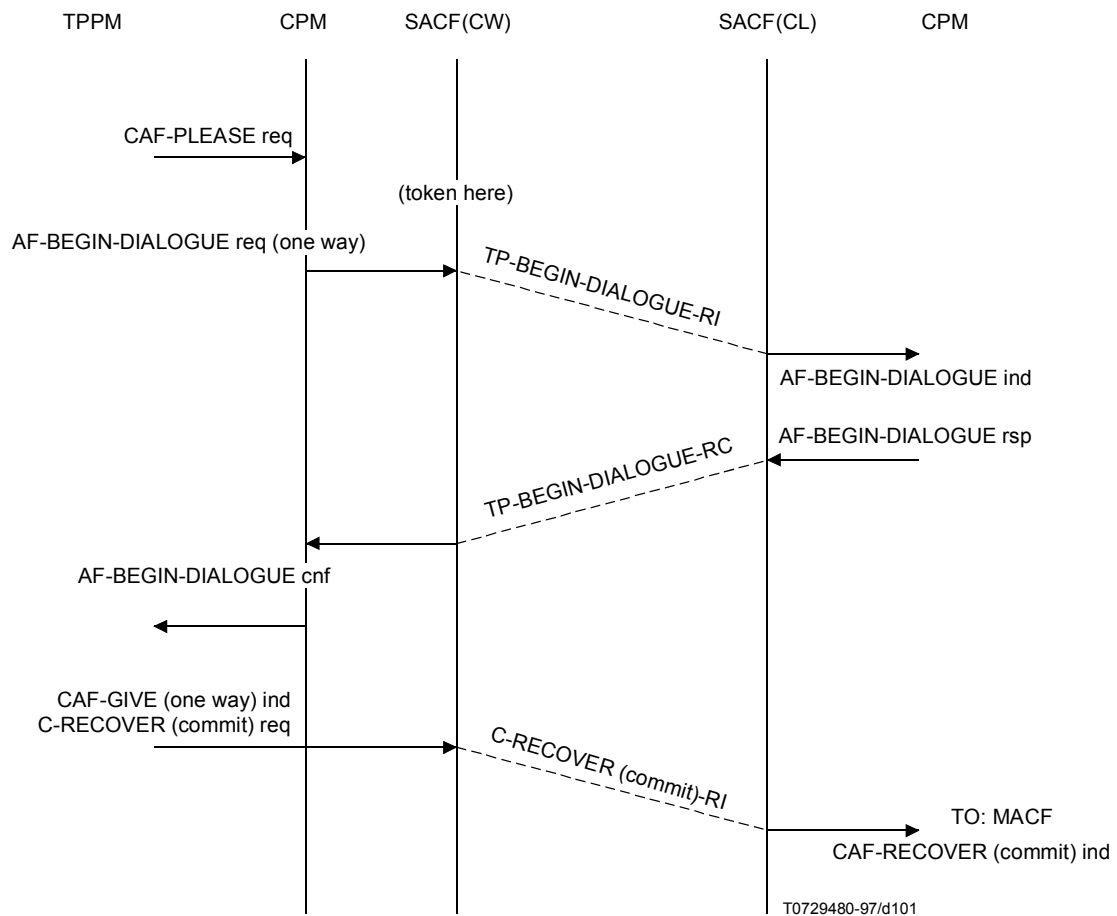 TPPM CPM SACF(CW) SACF(CL) CPM
CAF-PLEASE req
(token here)
AF-BEGIN-DIALOGUE req (one way)
TP-BEGIN-DIALOGUE-RI
AF-BEGIN-DIALOGUE ind
AF-BEGIN-DIALOGUE rsp
TP-BEGIN-DIALOGUE-RC
AF-BEGIN-DIALOGUE cnf
CAF-GIVE (one way) ind
C-RECOVER (commit) req
C-RECOVER (commit)-RI
TO: MACF
CAF-RECOVER (commit) ind
T0729480-97/d101